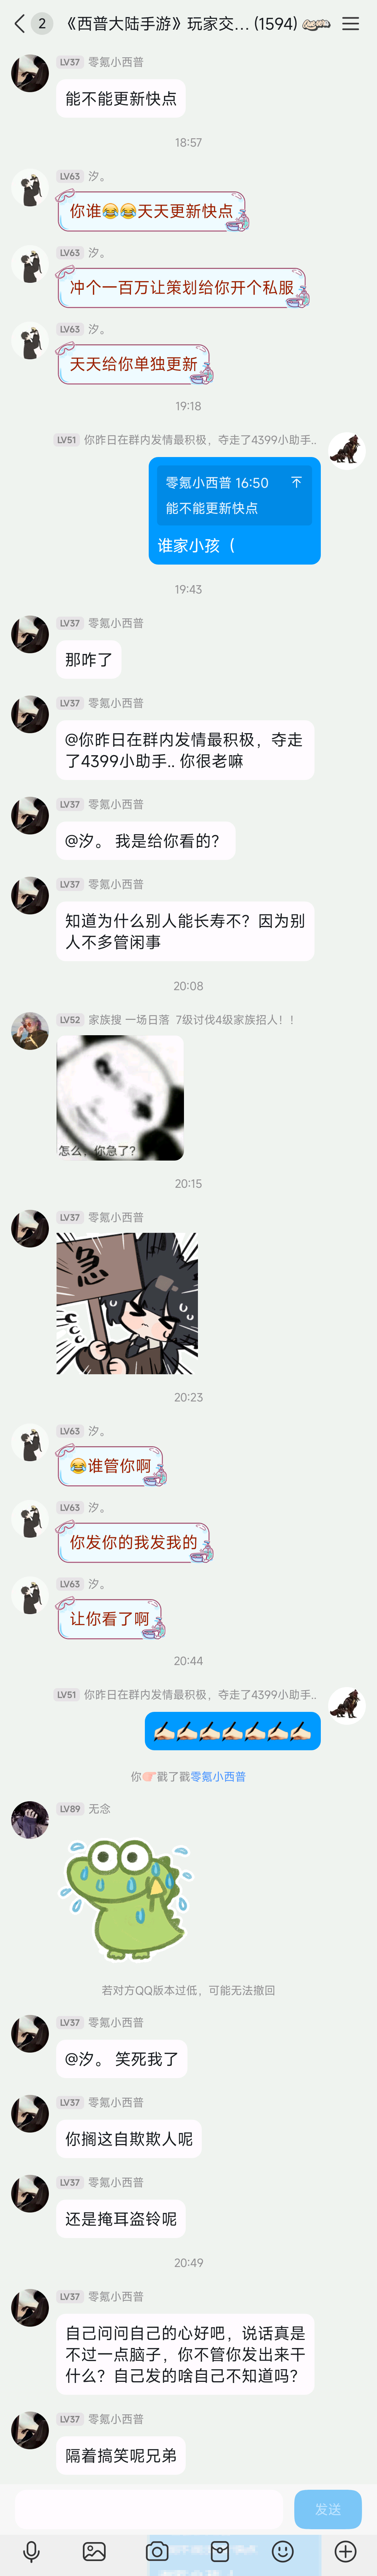 2
《西普大陆手游》玩家交... (1594)
LV37 零氪小西普
能不能更新快点
18:57
LV63 汐。
你谁😂😂天天更新快点
LV63 汐。
冲个一百万让策划给你开个私服
LV63 汐。
天天给你单独更新
19:18
LV51 你昨日在群内发情最积极，夺走了4399小助手..
零氪小西普 16:50
能不能更新快点
谁家小孩（
19:43
LV37 零氪小西普
那咋了
LV37 零氪小西普
@你昨日在群内发情最积极，夺走
了4399小助手.. 你很老嘛
LV37 零氪小西普
@汐。 我是给你看的？
LV37 零氪小西普
知道为什么别人能长寿不？因为别
人不多管闲事
20:08
LV52 家族搜 一场日落 7级讨伐4级家族招人！！
怎么，你急了？
20:15
LV37 零氪小西普
急
20:23
LV63 汐。
😂谁管你啊
LV63 汐。
你发你的我发我的
LV63 汐。
让你看了啊
20:44
LV51 你昨日在群内发情最积极，夺走了4399小助手..
✍🏻✍🏻✍🏻✍🏻✍🏻✍🏻✍🏻
你👉戳了戳零氪小西普
LV89 无念
若对方QQ版本过低，可能无法撤回
LV37 零氪小西普
@汐。 笑死我了
LV37 零氪小西普
你搁这自欺欺人呢
LV37 零氪小西普
还是掩耳盗铃呢
20:49
LV37 零氪小西普
自己问问自己的心好吧，说话真是
不过一点脑子，你不管你发出来干
什么？自己发的啥自己不知道吗？
LV37 零氪小西普
隔着搞笑呢兄弟
发送